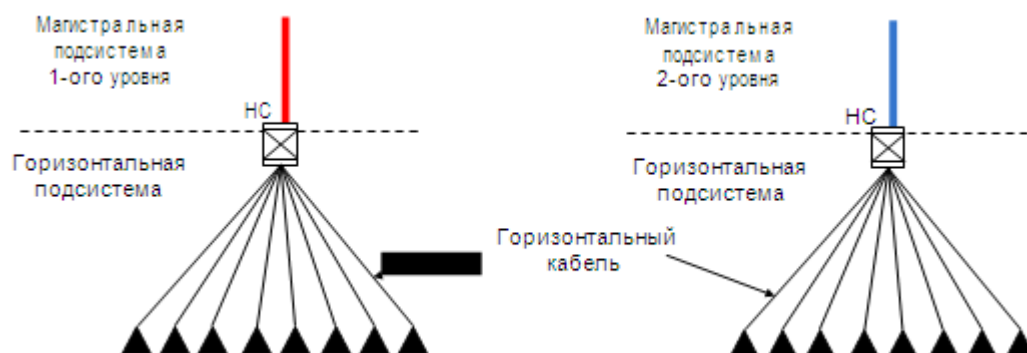 Магистральная
подсистема
1-ого уровня
НС
Горизонтальная
подсистема
Магистральная
подсистема
2-ого уровня
НС
Горизонтальная
подсистема
Горизонтальный
кабель